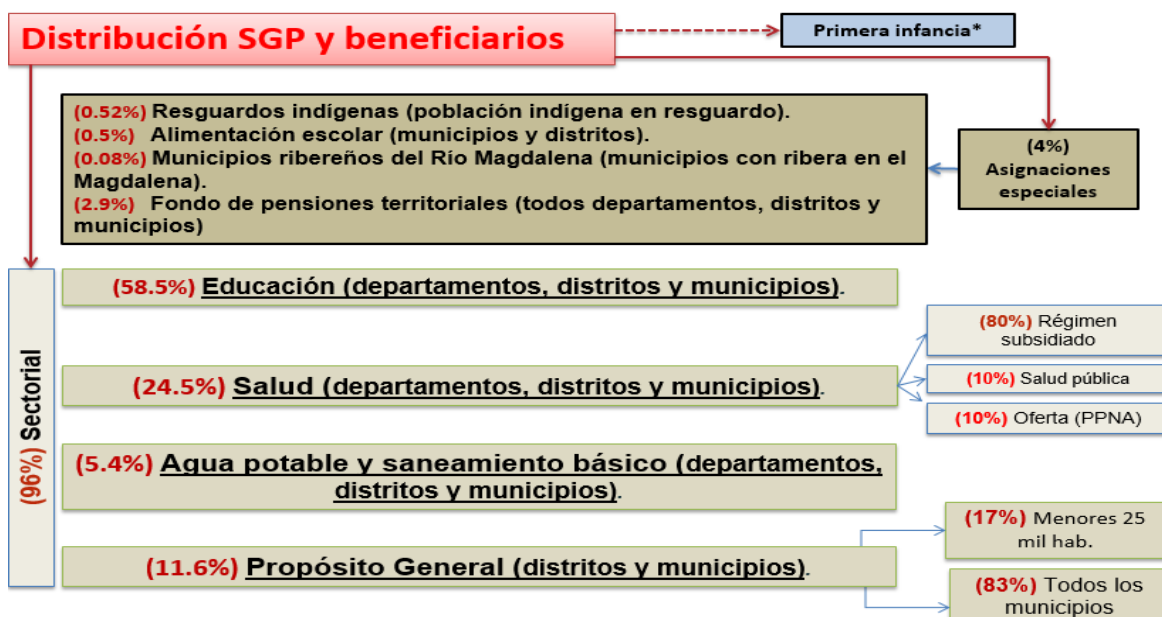 Distribución SGP y beneficiarios
Primera infancia*
(0.52%) Resguardos indígenas (población indígena en resguardo).
(0.5%) Alimentación escolar (municipios y distritos).
(0.08%) Municipios ribereños del Río Magdalena (municipios con ribera en el
Magdalena).
(2.9%) Fondo de pensiones territoriales (todos departamentos, distritos y
municipios)
(4%)
Asignaciones
especiales
(96%) Sectorial
(58.5%) Educación (departamentos, distritos y municipios).
(24.5%) Salud (departamentos, distritos y municipios).
(80%) Régimen
subsidiado
(10%) Salud pública
(10%) Oferta (PPNA)
(5.4%) Agua potable y saneamiento básico (departamentos,
distritos y municipios).
(11.6%) Propósito General (distritos y municipios).
(17%) Menores 25
mil hab.
(83%) Todos los
municipios